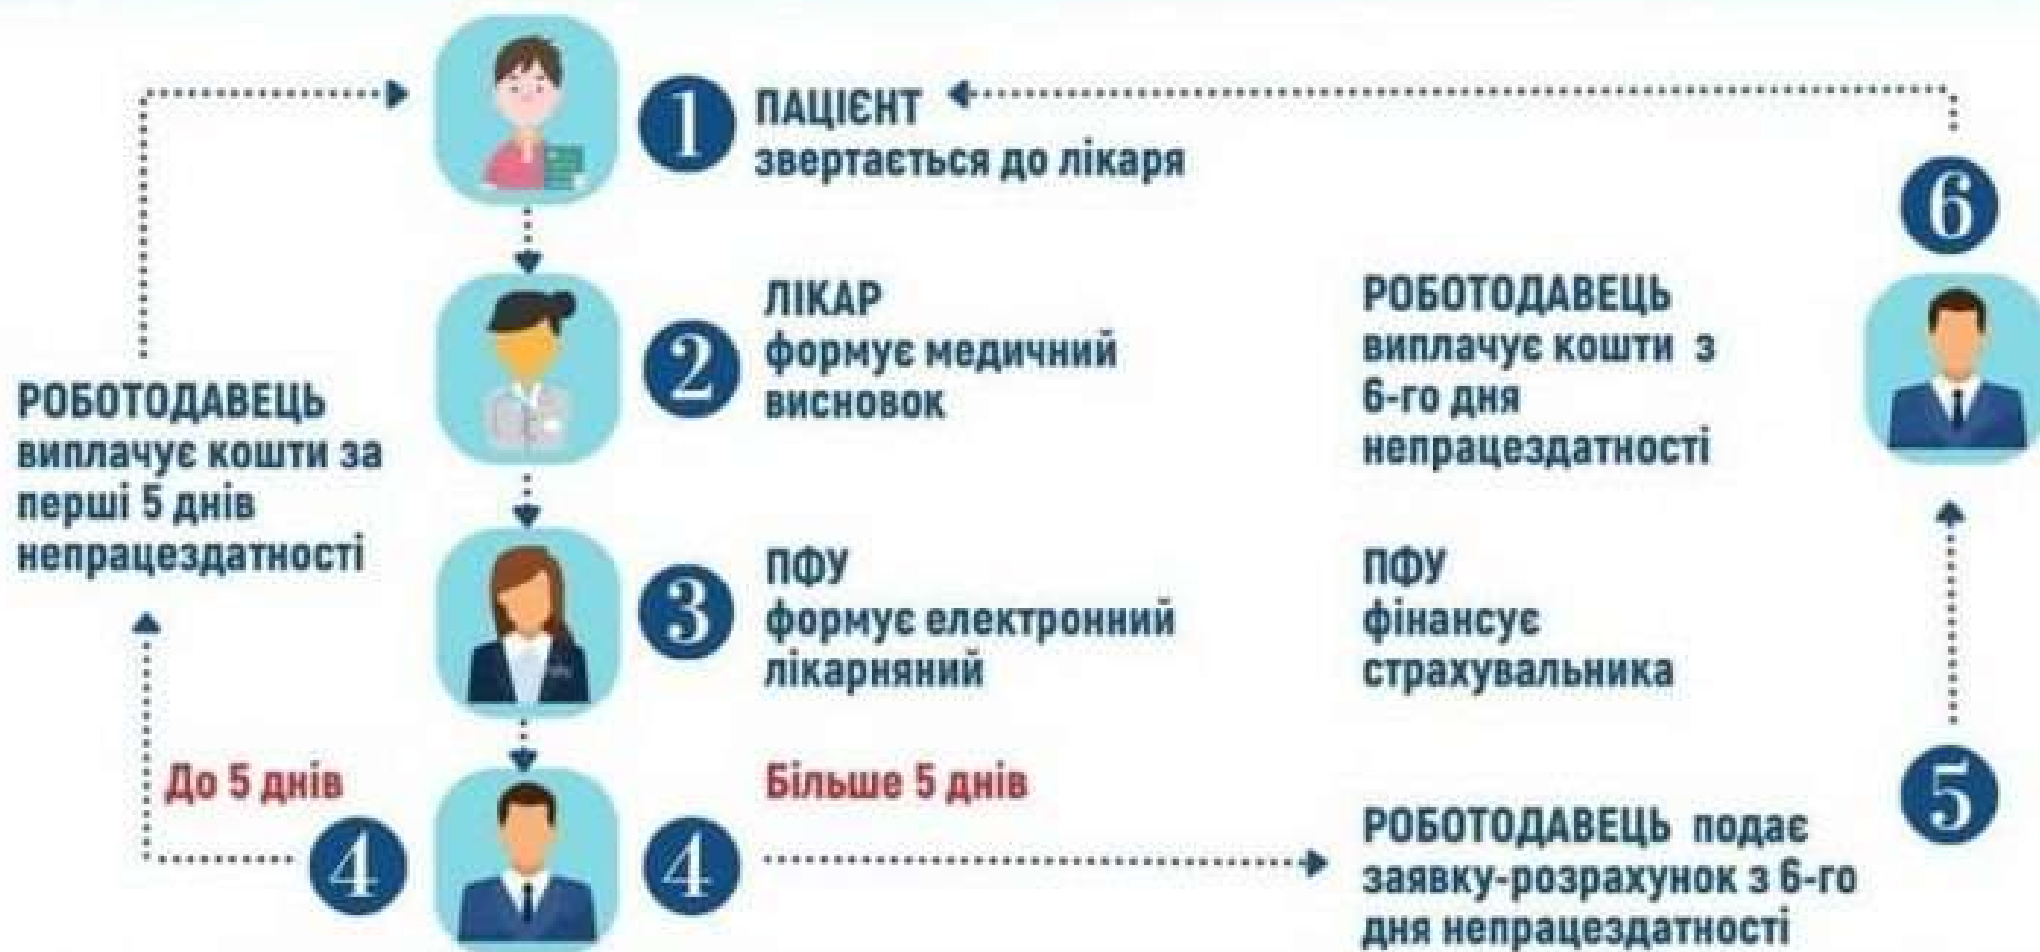 1
ПАЦІЄНТ
звертається до лікаря
2
ЛІКАР
формує медичний
висновок
3
ПФУ
формує електронний
лікарняний
До 5 днів
4
РОБОТОДАВЕЦЬ
виплачує кошти за
перші 5 днів
непрацездатності
Більше 5 днів
4
РОБОТОДАВЕЦЬ подає
заявку-розрахунок з 6-го
дня непрацездатності
5
ПФУ
фінансує
страхувальника
6
РОБОТОДАВЕЦЬ
виплачує кошти з
6-го дня
непрацездатності